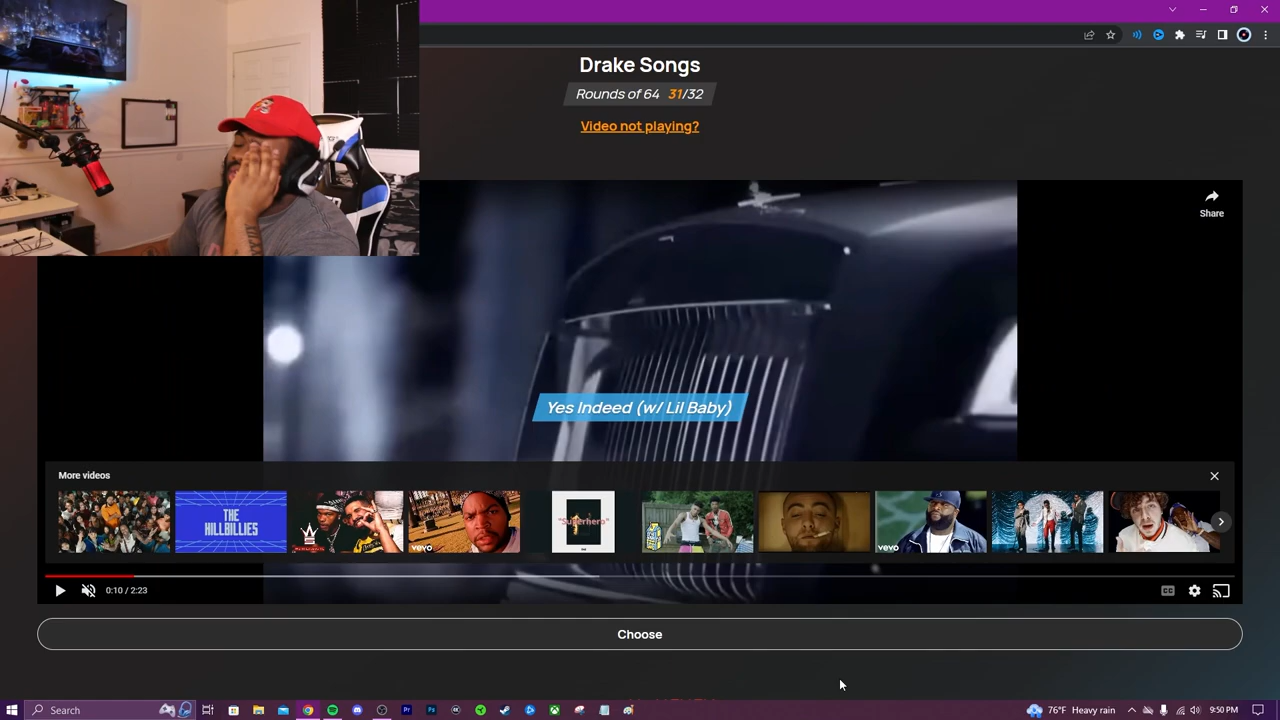 Drake Songs
Rounds of 64 31/32
Video not playing?
Share
Yes Indeed (w/ Lil Baby)
More videos
THE
HILLBILLIES
vevo
"Superhero"
vevo
0:10 / 2:23
CC
Choose
Search
76°F Heavy rain
9:50 PM